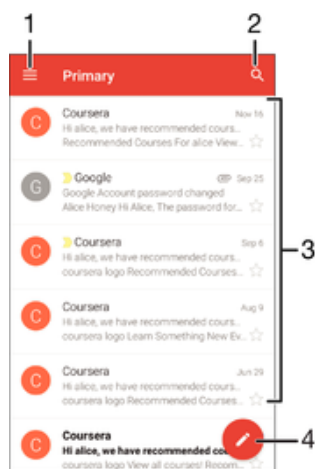 1
2
Primary
C
Coursera
Nov 16
Hi alice, we have recommended cours...
Recommended Courses For alice View...
G
Google
Sep 25
Google Account password changed
Alice Honey Hi Alice, The password for...
C
Coursera
Sep 6
Hi alice, we have recommended cours...
coursera logo Recommended Courses...
3
C
Coursera
Aug 9
Hi alice, we have recommended cours...
coursera logo Learn Something New Ev...
C
Coursera
Jun 29
Hi alice, we have recommended cours...
coursera logo Recommended Courses...
C
Coursera
Hi alice, we have recommended cou
coursera logo View all courses! Recom...
4